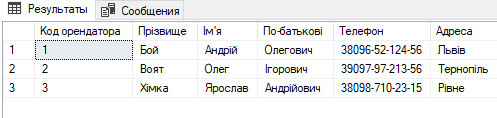 Результаты Сообщения
Код орендатора Прізвище Ім'я По-батькові Телефон Адреса
1 1 Бой Андрій Олегович 38096-52-124-56 Львів
2 2 Воят Олег Ігорович 39097-97-213-56 Тернопіль
3 3 Хімка Ярослав Андрійович 38098-710-23-15 Рівне